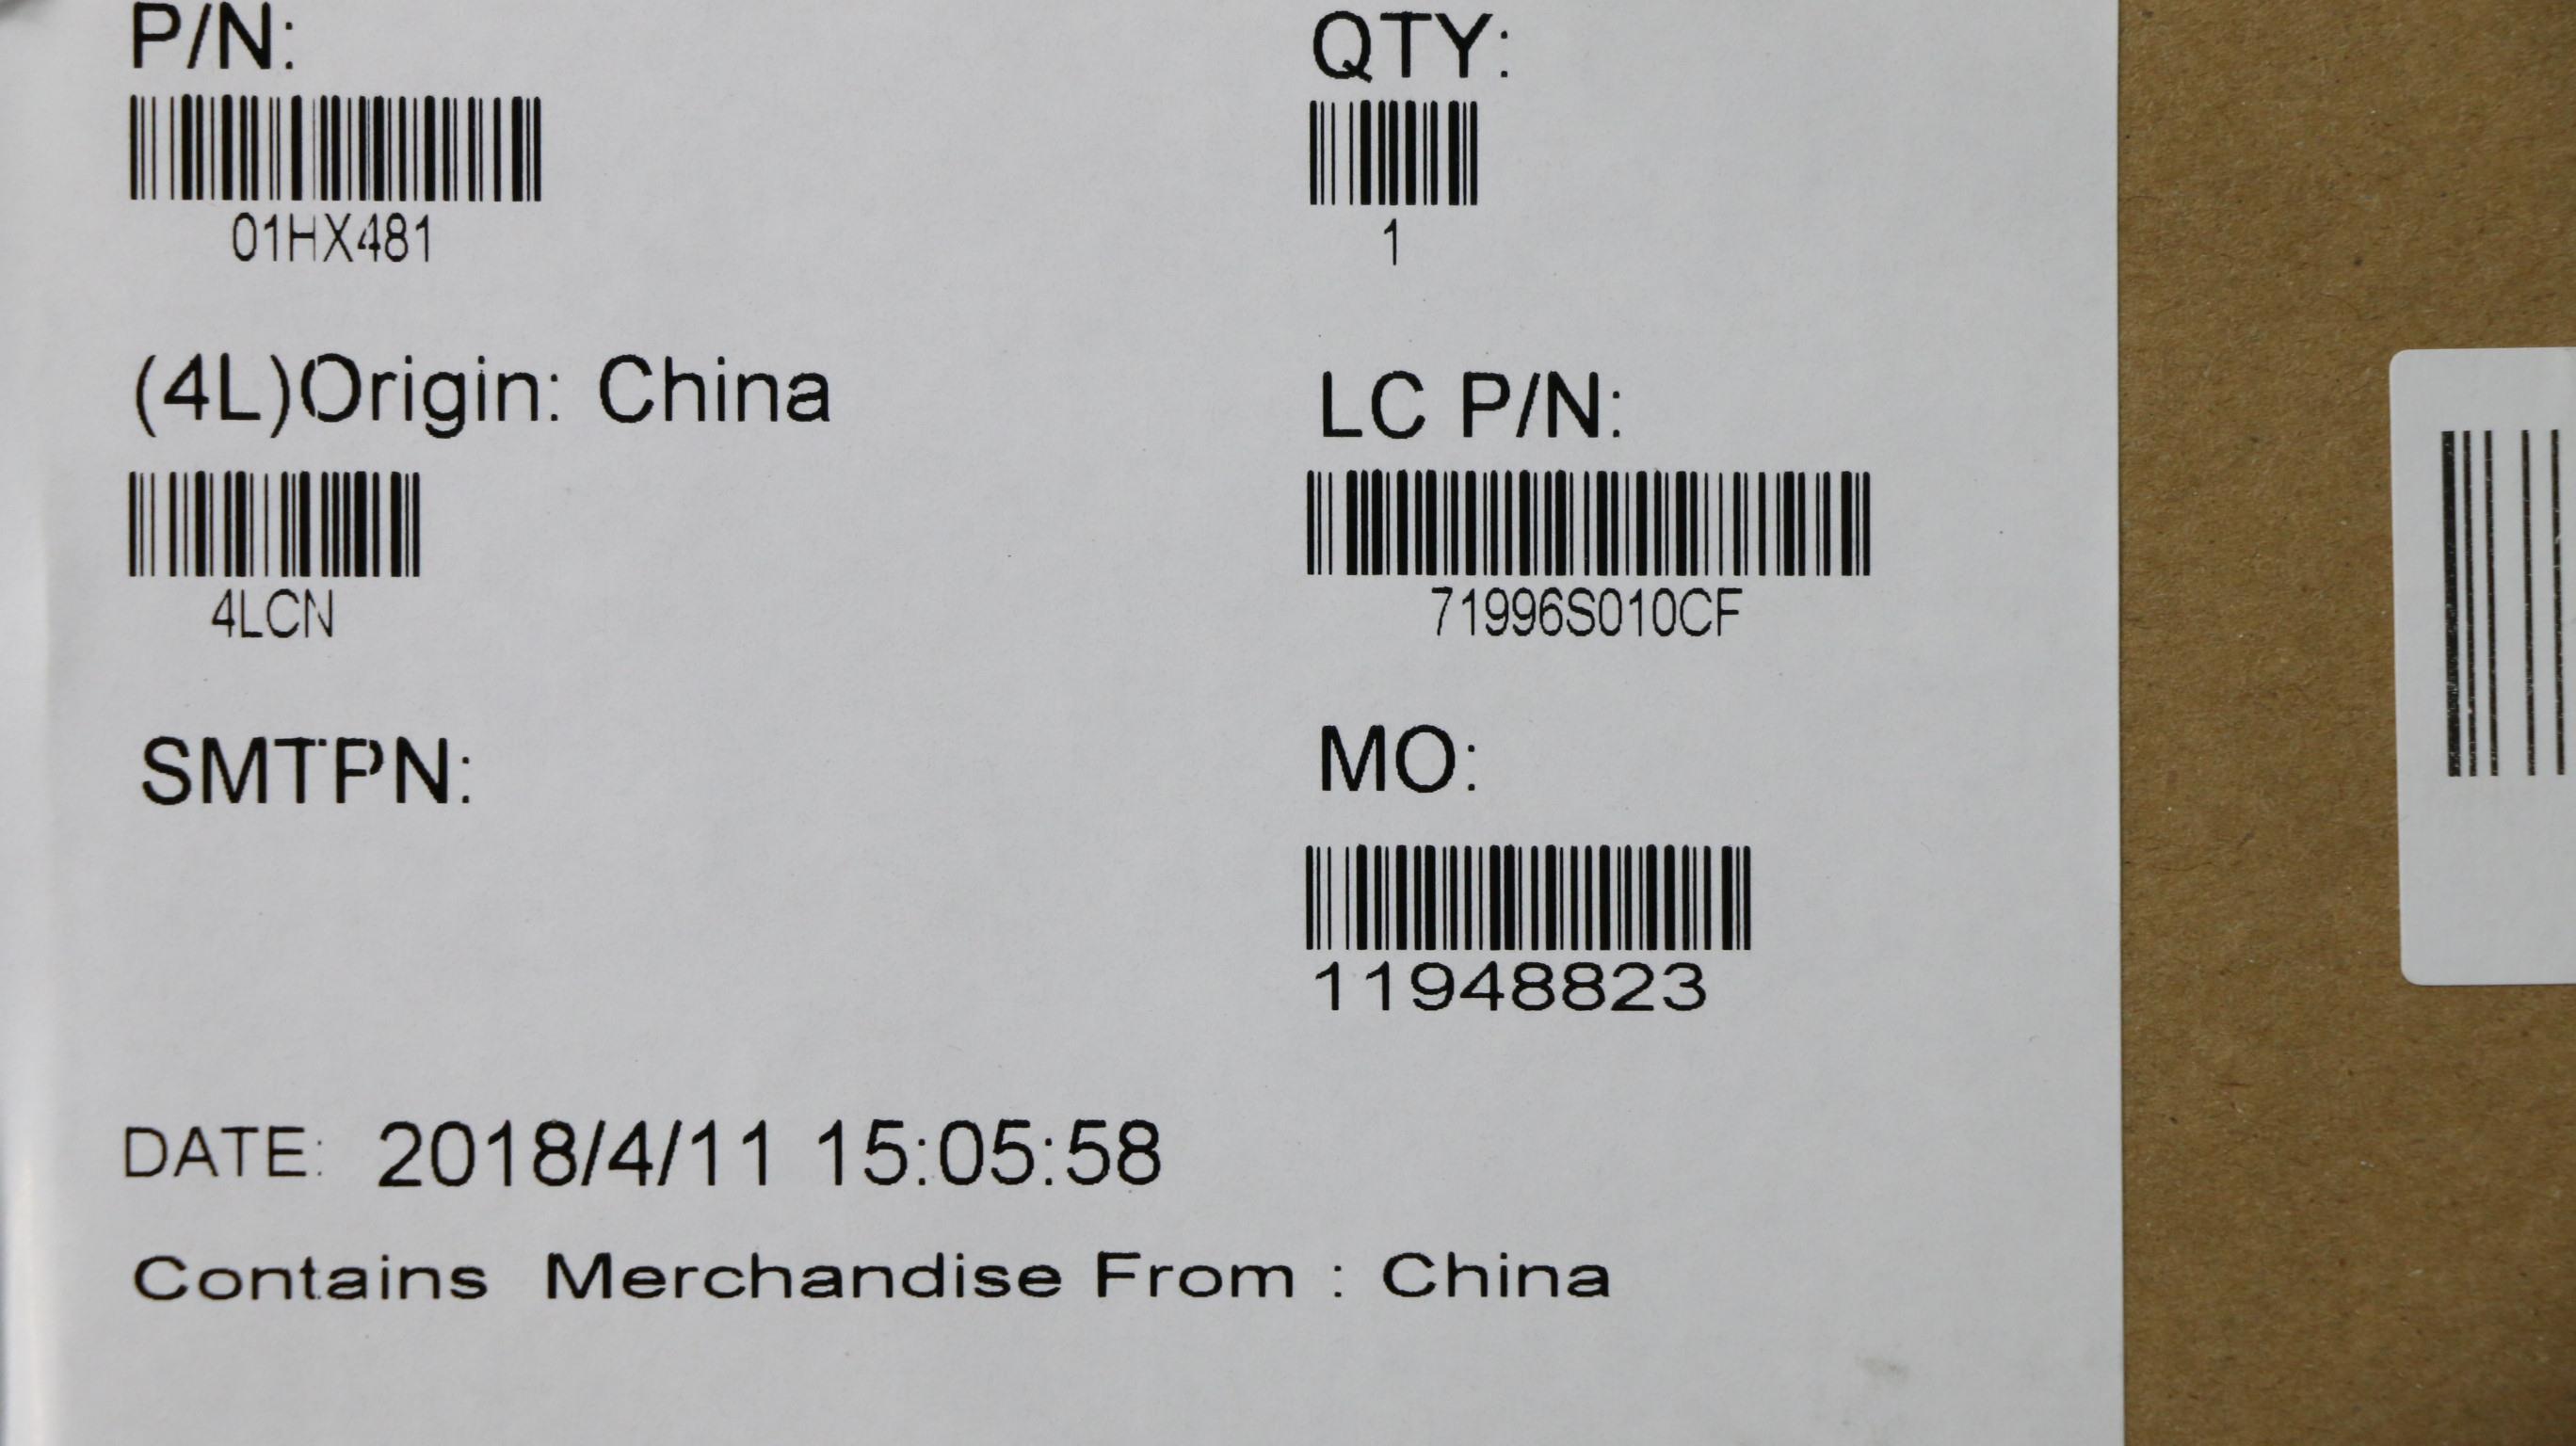 P/N:
QTY:
01HX481
1
(4L)Origin: China
LC P/N:
4LCN
71996S010CF
SMTPN:
MO:
11948823
DATE: 2018/4/11 15:05:58
Contains Merchandise From : China